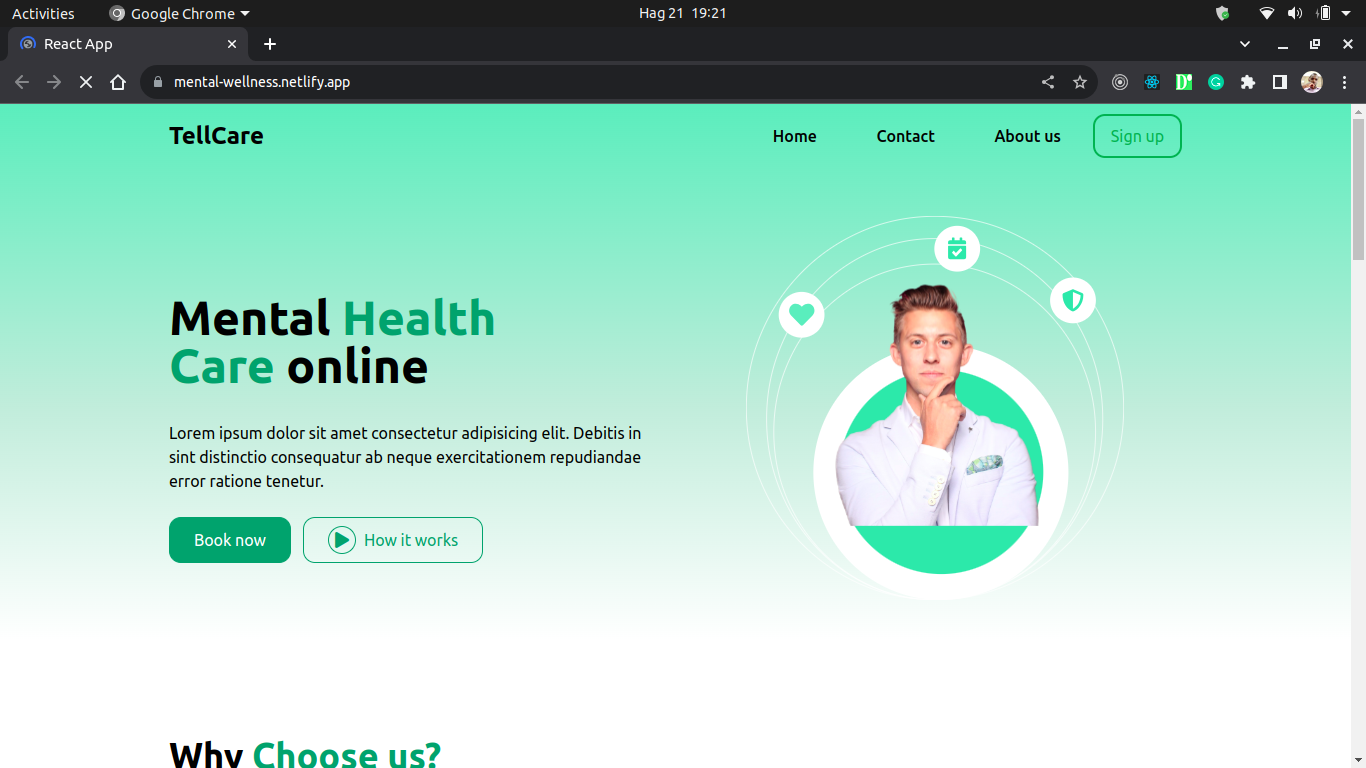 Activities
Google Chrome
Hag 21 19:21
React App
mental-wellness.netlify.app
TellCare
Home
Contact
About us
Sign up
Mental Health
Care online
Lorem ipsum dolor sit amet consectetur adipisicing elit. Debitis in
sint distinctio consequatur ab neque exercitationem repudiandae
error ratione tenetur.
Book now
How it works
Why Choose us?